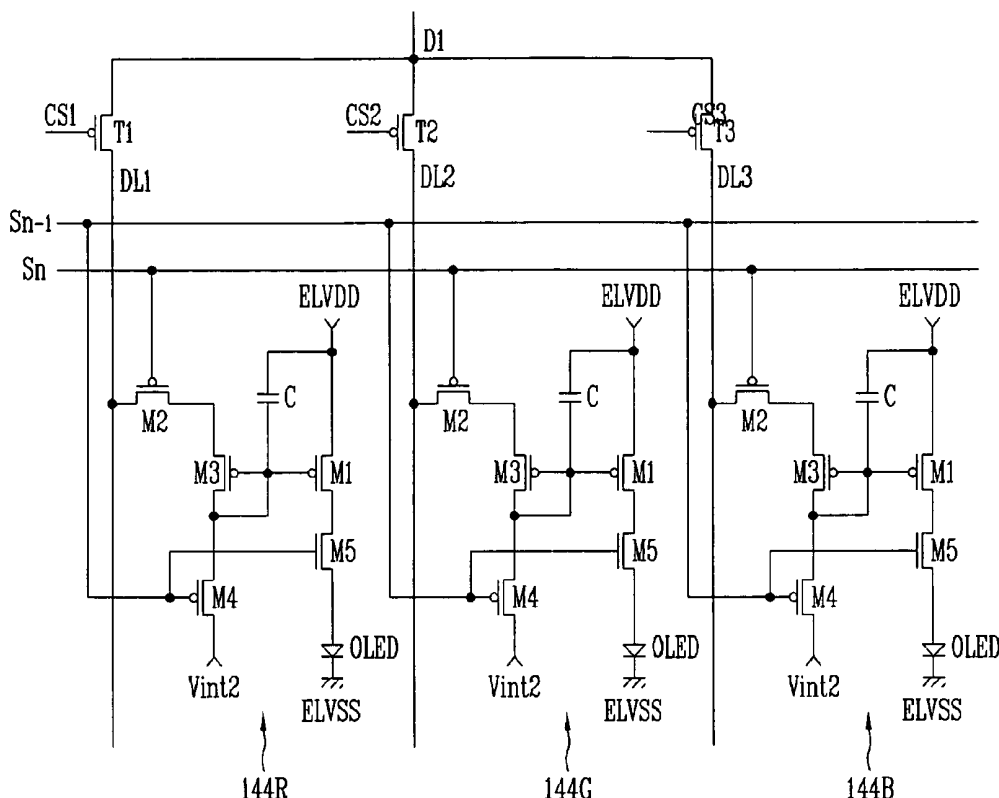 D1
CS1 T1 CS2 T2 CS3 T3
DL1 DL2 DL3
Sn-1
Sn
ELVDD ELVDD ELVDD
C C C
M2 M2 M2
M3 M1 M3 M1 M3 M1
M5 M5 M5
M4 M4 M4
OLED OLED OLED
Vint2 Vint2 Vint2
ELVSS ELVSS ELVSS
144R 144G 144B